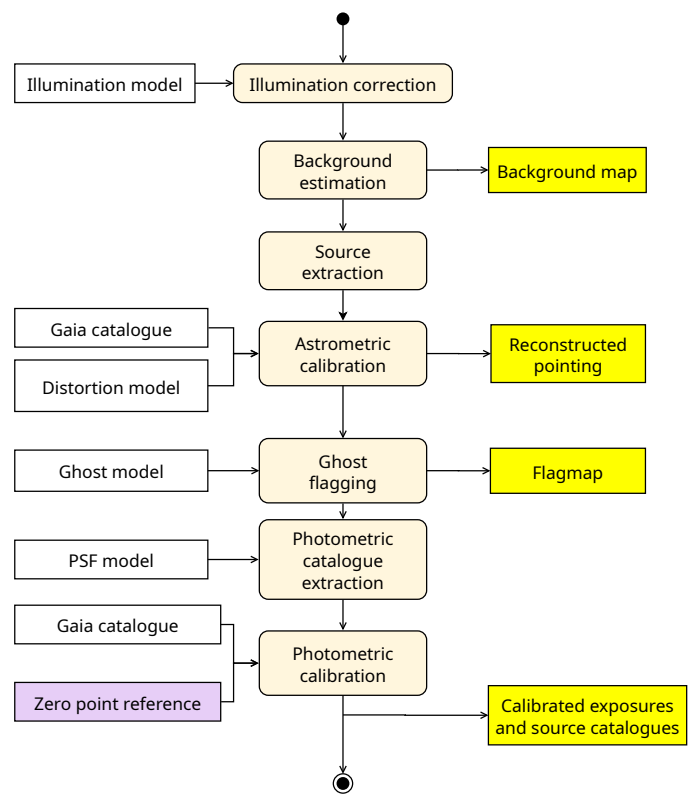 Illumination model
Illumination correction
Background
estimation
Background map
Source
extraction
Gaia catalogue
Distortion model
Astrometric
calibration
Reconstructed
pointing
Ghost model
Ghost
flagging
Flagmap
PSF model
Photometric
catalogue
extraction
Gaia catalogue
Zero point reference
Photometric
calibration
Calibrated exposures
and source catalogues